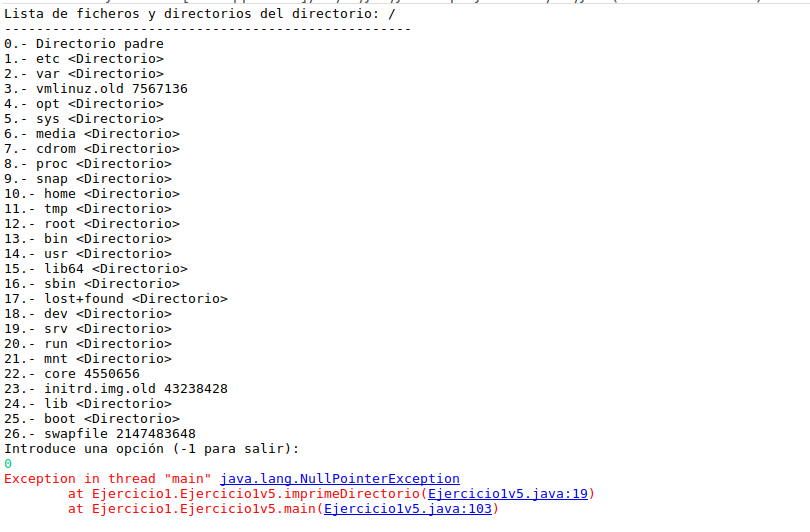 Lista de ficheros y directorios del directorio: /
---------------------------------------------------
0.- Directorio padre
1.- etc <Directorio>
2.- var <Directorio>
3.- vmlinuz.old 7567136
4.- opt <Directorio>
5.- sys <Directorio>
6.- media <Directorio>
7.- cdrom <Directorio>
8.- proc <Directorio>
9.- snap <Directorio>
10.- home <Directorio>
11.- tmp <Directorio>
12.- root <Directorio>
13.- bin <Directorio>
14.- usr <Directorio>
15.- lib64 <Directorio>
16.- sbin <Directorio>
17.- lost+found <Directorio>
18.- dev <Directorio>
19.- srv <Directorio>
20.- run <Directorio>
21.- mnt <Directorio>
22.- core 4550656
23.- initrd.img.old 43238428
24.- lib <Directorio>
25.- boot <Directorio>
26.- swapfile 2147483648
Introduce una opción (-1 para salir):
0
Exception in thread "main" java.lang.NullPointerException
at Ejercicio1.Ejercicio1v5.imprimeDirectorio(Ejercicio1v5.java:19)
at Ejercicio1.Ejercicio1v5.main(Ejercicio1v5.java:103)